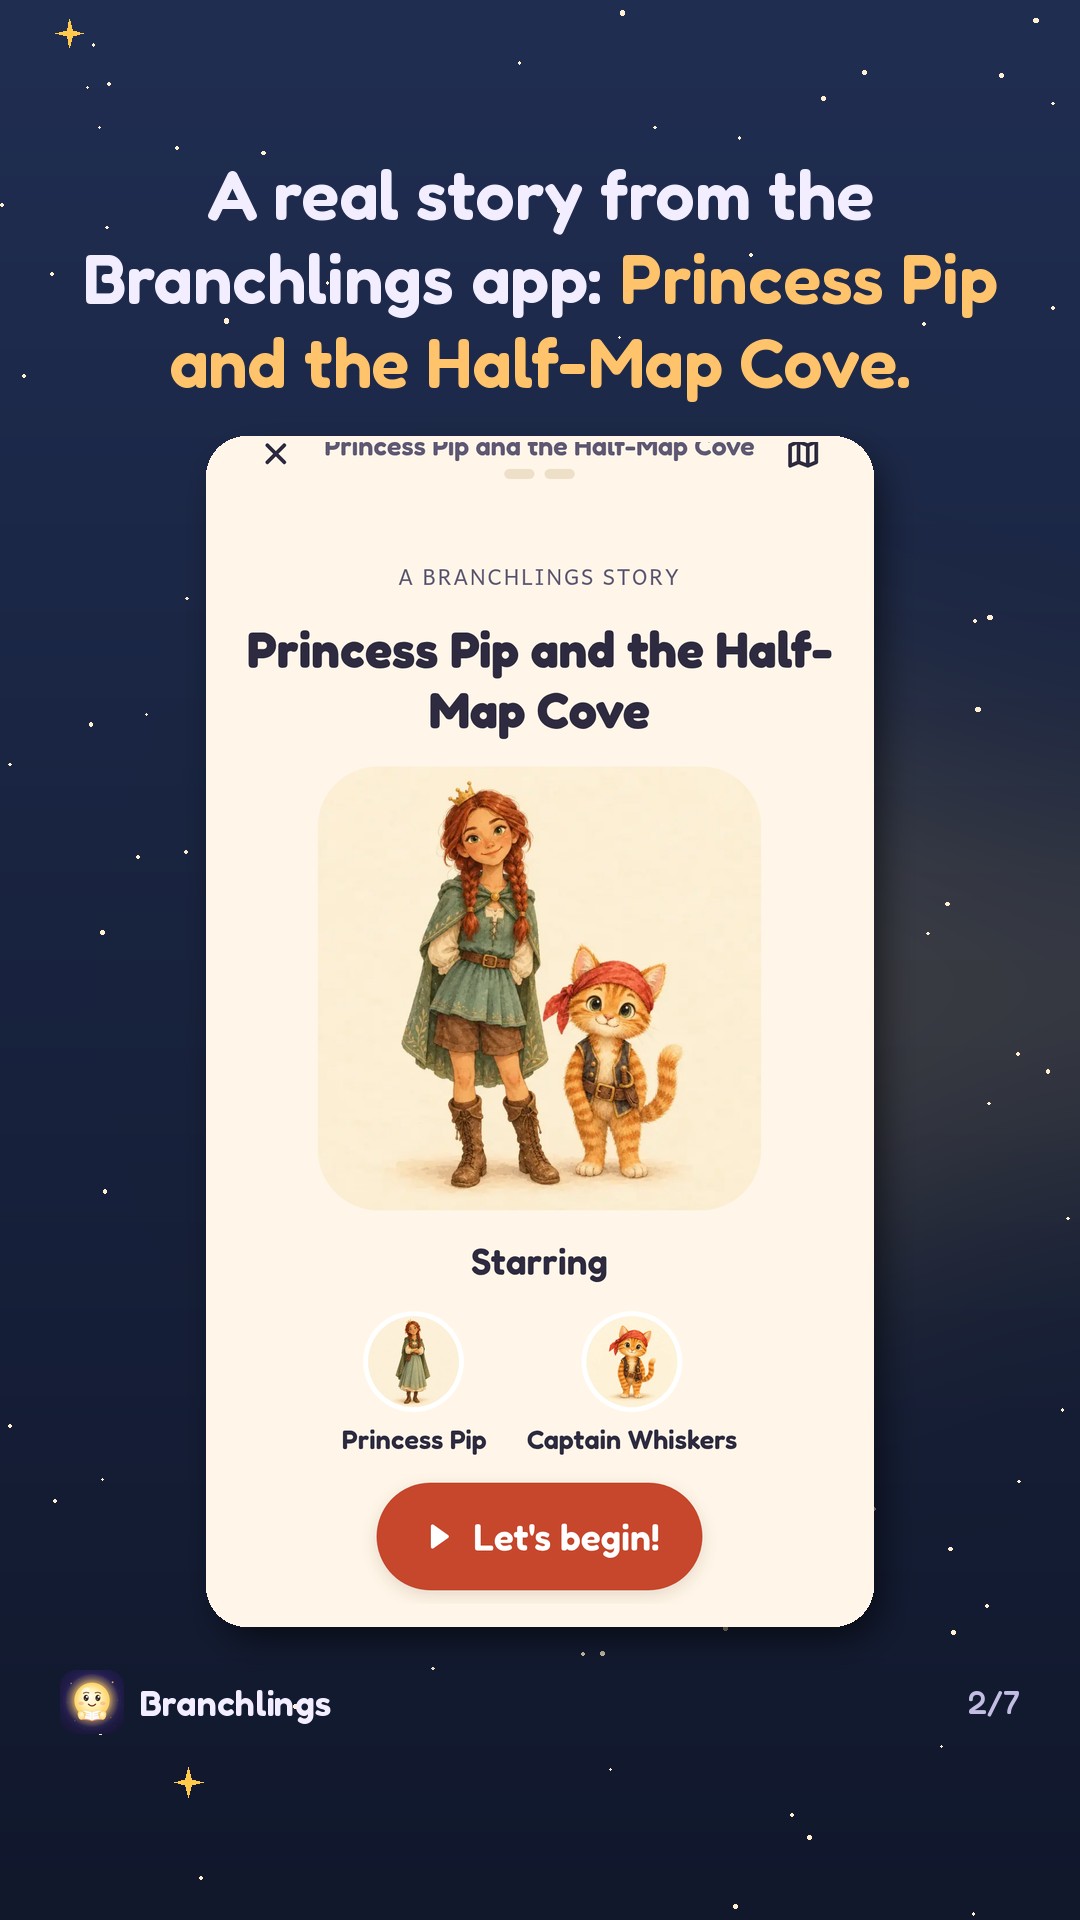 A real story from the
Branchlings app: Princess Pip
and the Half-Map Cove.
Princess Pip and the Half-Map Cove
A BRANCHLINGS STORY
Princess Pip and the Half-
Map Cove
Starring
Princess Pip
Captain Whiskers
Let's begin!
Branchlings
2/7